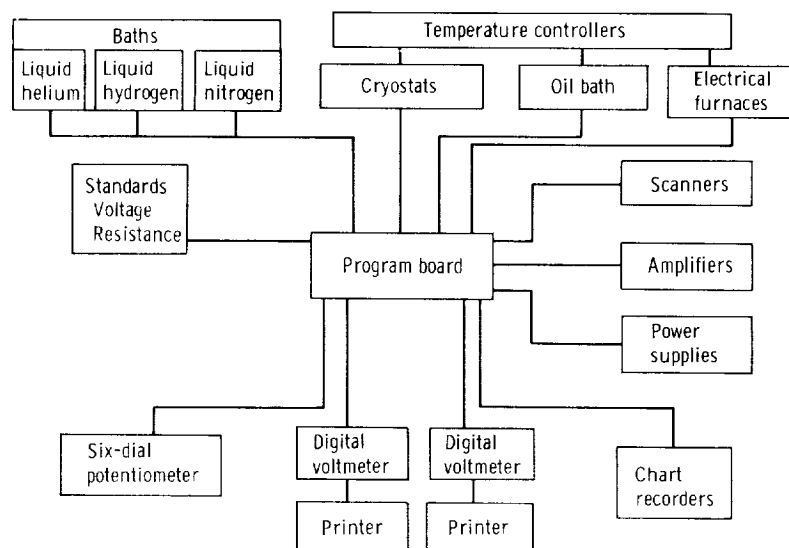 Baths
Liquid
helium
Liquid
hydrogen
Liquid
nitrogen
Temperature controllers
Cryostats
Oil bath
Electrical
furnaces
Standards
Voltage
Resistance
Scanners
Program board
Amplifiers
Power
supplies
Six-dial
potentiometer
Digital
voltmeter
Digital
voltmeter
Chart
recorders
Printer
Printer